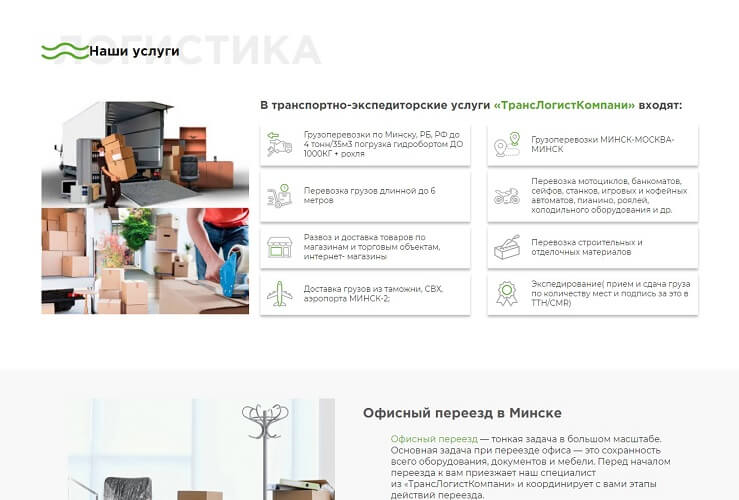 ЛОГИСТИКА
Наши услуги
В транспортно-экспедиторские услуги «ТрансЛогистКомпани» входят:
Грузоперевозки по Минску, РБ, РФ до
4 тонн/35м3 погрузка гидробортом ДО
1000КГ + рохля
Грузоперевозки МИНСК-МОСКВА-
МИНСК
Перевозка грузов длинной до 6
метров
Перевозка мотоциклов, банкоматов,
сейфов, станков, игровых и кофейных
автоматов, пианино, роялей,
холодильного оборудования и др.
Развоз и доставка товаров по
магазинам и торговым объектам,
интернет- магазины
Перевозка строительных и
отделочных материалов
Доставка грузов из таможни, СВХ,
аэропорта МИНСК-2;
Экспедирование( прием и сдача груза
по количеству мест и подпись за это в
ТТН/CMR)
Офисный переезд в Минске
Офисный переезд — тонкая задача в большом масштабе.
Основная задача при переезде офиса — это сохранность
всего оборудования, документов и мебели. Перед началом
переезда к вам приезжает наш специалист
из «ТрансЛогистКомпани» и координирует с вами этапы
действий переезда.